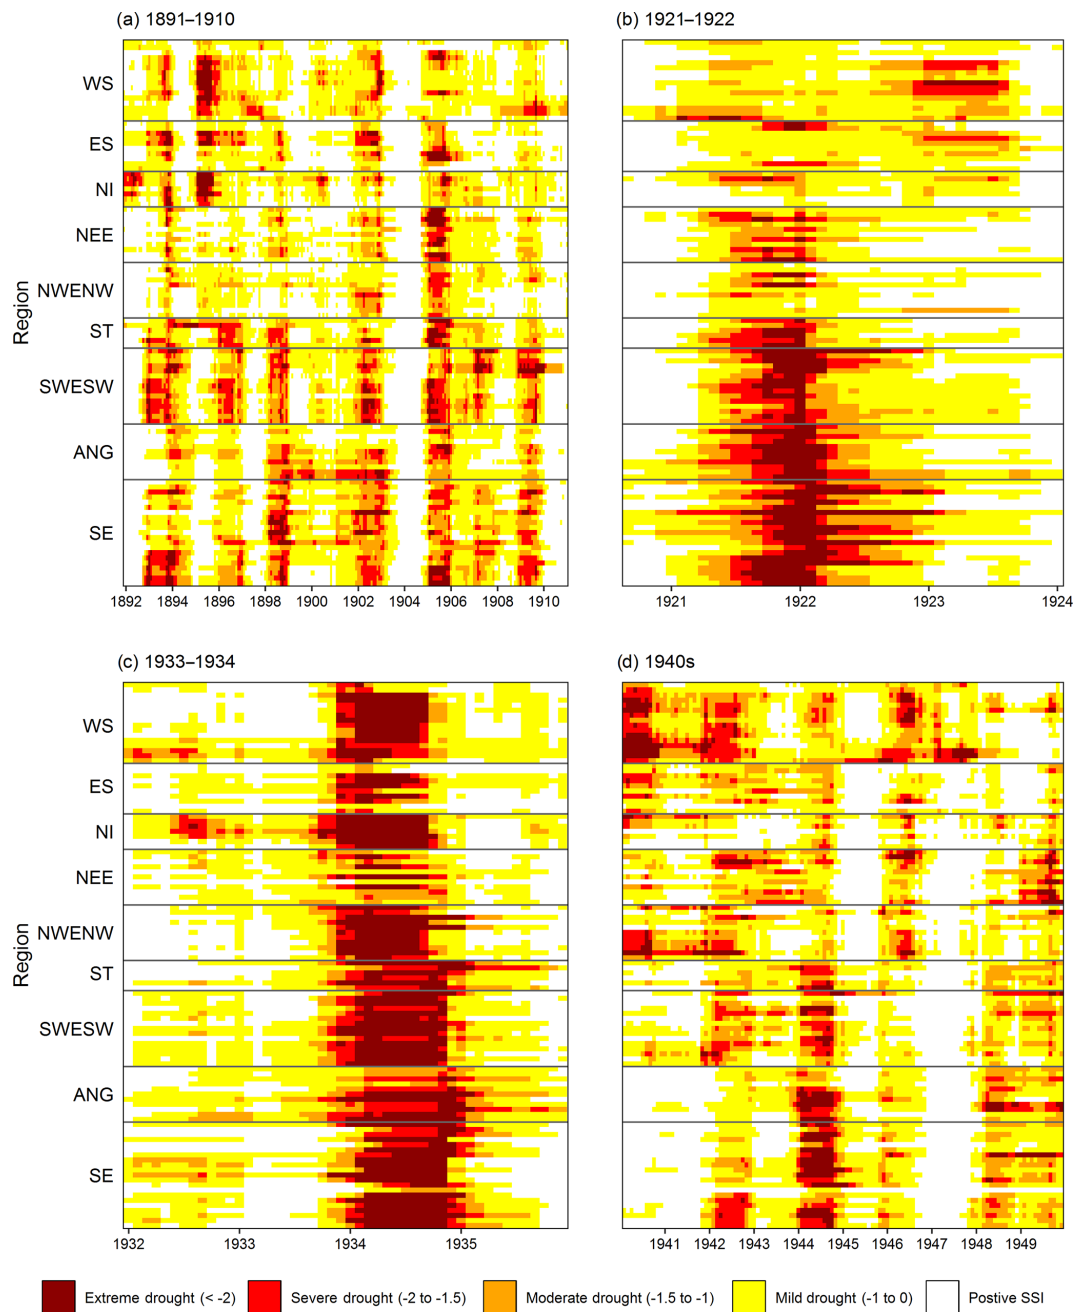 (a) 1891–1910
(b) 1921–1922
WS
ES
NI
NEE
NWENW
ST
SWESW
ANG
SE
Region
1892 1894 1896 1898 1900 1902 1904 1906 1908 1910
1921 1922 1923 1924
(c) 1933–1934
(d) 1940s
WS
ES
NI
NEE
NWENW
ST
SWESW
ANG
SE
Region
1932 1933 1934 1935
1941 1942 1943 1944 1945 1946 1947 1948 1949
Extreme drought (< -2) Severe drought (-2 to -1.5) Moderate drought (-1.5 to -1) Mild drought (-1 to 0) Postive SSI